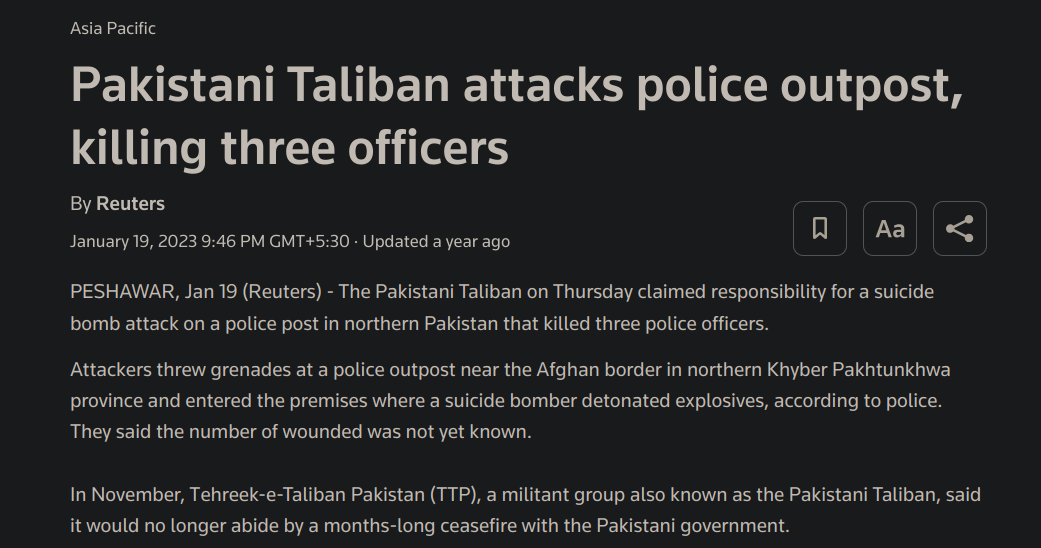 Asia Pacific
Pakistani Taliban attacks police outpost,
killing three officers
By Reuters
January 19, 2023 9:46 PM GMT+5:30 · Updated a year ago
Aa
PESHAWAR, Jan 19 (Reuters) - The Pakistani Taliban on Thursday claimed responsibility for a suicide
bomb attack on a police post in northern Pakistan that killed three police officers.
Attackers threw grenades at a police outpost near the Afghan border in northern Khyber Pakhtunkhwa
province and entered the premises where a suicide bomber detonated explosives, according to police.
They said the number of wounded was not yet known.
In November, Tehreek-e-Taliban Pakistan (TTP), a militant group also known as the Pakistani Taliban, said
it would no longer abide by a months-long ceasefire with the Pakistani government.